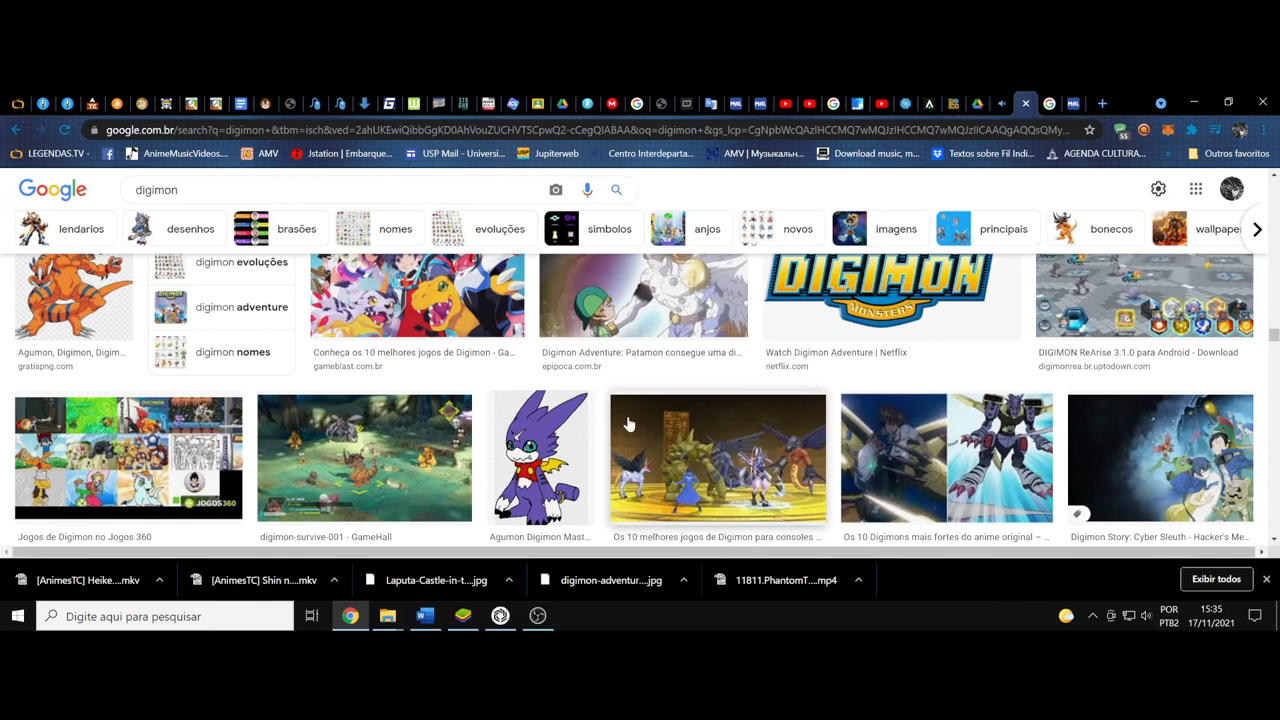 google.com.br/search?q=digimon+&tbm=isch&ved=2ahUKEwiQibbGgKD0AhVouZUCHVTSCpwQ2-cCegQIABAA&oq=digimon+&gs_lcp=CgNpbWcQAzIHCCMQ7wMQJzIHCCMQ7wMQJzIICAAQgAQQsQMy...
LEGENDAS.TV -
AnimeMusicVideos....
AMV
Jstation | Embarque...
USP Mail - Universi...
USP
Jupiterweb
Centro Interdeparta...
AMV | Музыкальн...
Download music, m...
Textos sobre Fil Indi...
AGENDA CULTURA...
»
Outros favoritos
Google
digimon
lendarios
desenhos
brasões
nomes
evoluções
simbolos
anjos
novos
imagens
principais
bonecos
wallpaper
digimon evoluções
digimon adventure
digimon nomes
DIGIMON
MONSTERS
Agumon, Digimon, Digim...
gratispng.com
Conheça os 10 melhores jogos de Digimon - Ga...
gameblast.com.br
Digimon Adventure: Patamon consegue uma di...
epipoca.com.br
Watch Digimon Adventure | Netflix
netflix.com
DIGIMON ReArise 3.1.0 para Android - Download
digimonrea.br.uptodown.com
JOGOS360
Jogos de Digimon no Jogos 360
digimon-survive-001 - GameHall
Agumon Digimon Mast...
Os 10 melhores jogos de Digimon para consoles ...
Os 10 Digimons mais fortes do anime original – ...
Digimon Story: Cyber Sleuth - Hacker's Me...
[AnimesTC] Heike....mkv
[AnimesTC] Shin n....mkv
Laputa-Castle-in-t....jpg
digimon-adventur....jpg
11811.PhantomT....mp4
Exibir todos
Digite aqui para pesquisar
POR
PTB2
15:35
17/11/2021